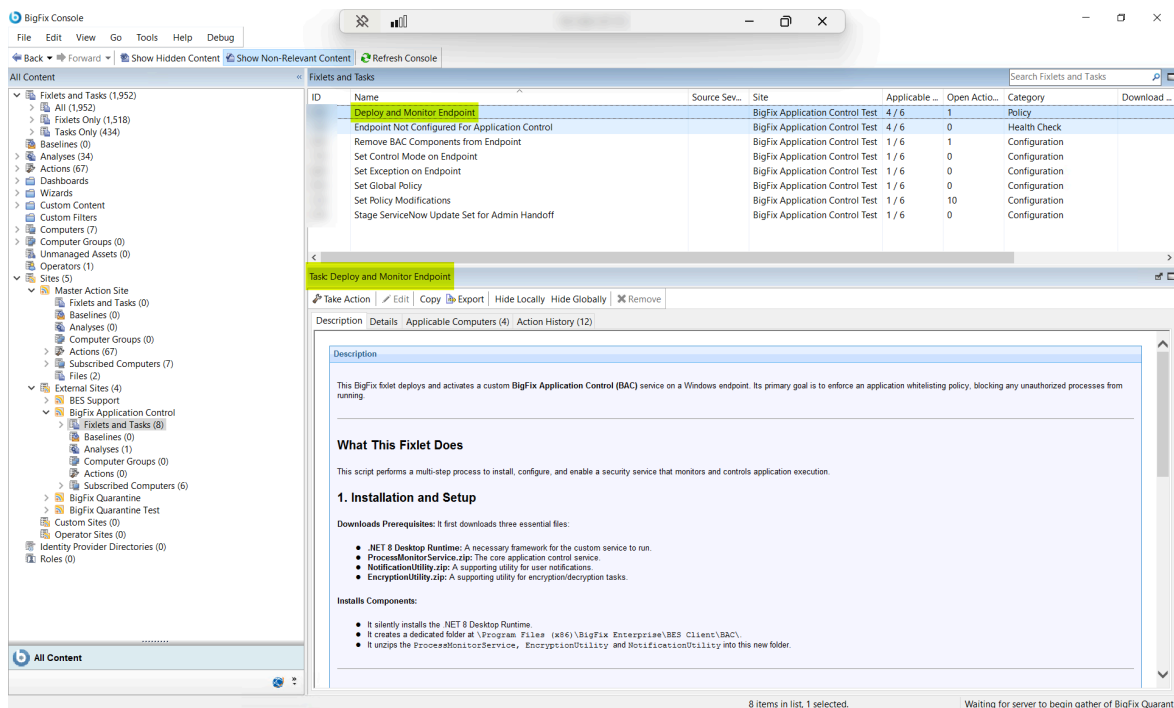 BigFix Console
File Edit View Go Tools Help Debug
Back Forward Show Hidden Content Show Non-Relevant Content Refresh Console
All Content «
Fixlets and Tasks (1,952)
All (1,952)
Fixlets Only (1,518)
Tasks Only (434)
Baselines (0)
Analyses (34)
Actions (67)
Dashboards
Wizards
Custom Content
Custom Filters
Computers (7)
Computer Groups (0)
Unmanaged Assets (0)
Operators (1)
Sites (5)
Master Action Site
Fixlets and Tasks (0)
Baselines (0)
Analyses (0)
Computer Groups (0)
Actions (67)
Subscribed Computers (7)
Files (2)
External Sites (4)
BES Support
BigFix Application Control
Fixlets and Tasks (8)
Baselines (0)
Analyses (1)
Computer Groups (0)
Actions (0)
Subscribed Computers (6)
BigFix Quarantine
BigFix Quarantine Test
Custom Sites (0)
Operator Sites (0)
Identity Provider Directories (0)
Roles (0)
All Content
Fixlets and Tasks Search Fixlets and Tasks
ID Name Source Sev... Site Applicable ... Open Actio... Category Download ...
Deploy and Monitor Endpoint BigFix Application Control Test 4 / 6 1 Policy
Endpoint Not Configured For Application Control BigFix Application Control Test 4 / 6 0 Health Check
Remove BAC Components from Endpoint BigFix Application Control Test 1 / 6 1 Configuration
Set Control Mode on Endpoint BigFix Application Control Test 1 / 6 0 Configuration
Set Exception on Endpoint BigFix Application Control Test 1 / 6 0 Configuration
Set Global Policy BigFix Application Control Test 1 / 6 0 Configuration
Set Policy Modifications BigFix Application Control Test 1 / 6 10 Configuration
Stage ServiceNow Update Set for Admin Handoff BigFix Application Control Test 1 / 6 0 Configuration
Task: Deploy and Monitor Endpoint
Take Action Edit Copy Export Hide Locally Hide Globally Remove
Description Details Applicable Computers (4) Action History (12)
Description
This BigFix fixlet deploys and activates a custom BigFix Application Control (BAC) service on a Windows endpoint. Its primary goal is to enforce an application whitelisting policy, blocking any unauthorized processes from
running.
What This Fixlet Does
This script performs a multi-step process to install, configure, and enable a security service that monitors and controls application execution.
1. Installation and Setup
Downloads Prerequisites: It first downloads three essential files:
● .NET 8 Desktop Runtime: A necessary framework for the custom service to run.
● ProcessMonitorService.zip: The core application control service.
● NotificationUtility.zip: A supporting utility for user notifications.
● EncryptionUtility.zip: A supporting utility for encryption/decryption tasks.
Installs Components:
● It silently installs the .NET 8 Desktop Runtime.
● It creates a dedicated folder at \Program Files (x86)\BigFix Enterprise\BES Client\BAC\.
● It unzips the ProcessMonitorService, EncryptionUtility and NotificationUtility into this new folder.
8 items in list, 1 selected. Waiting for server to begin gather of BigFix Quarant